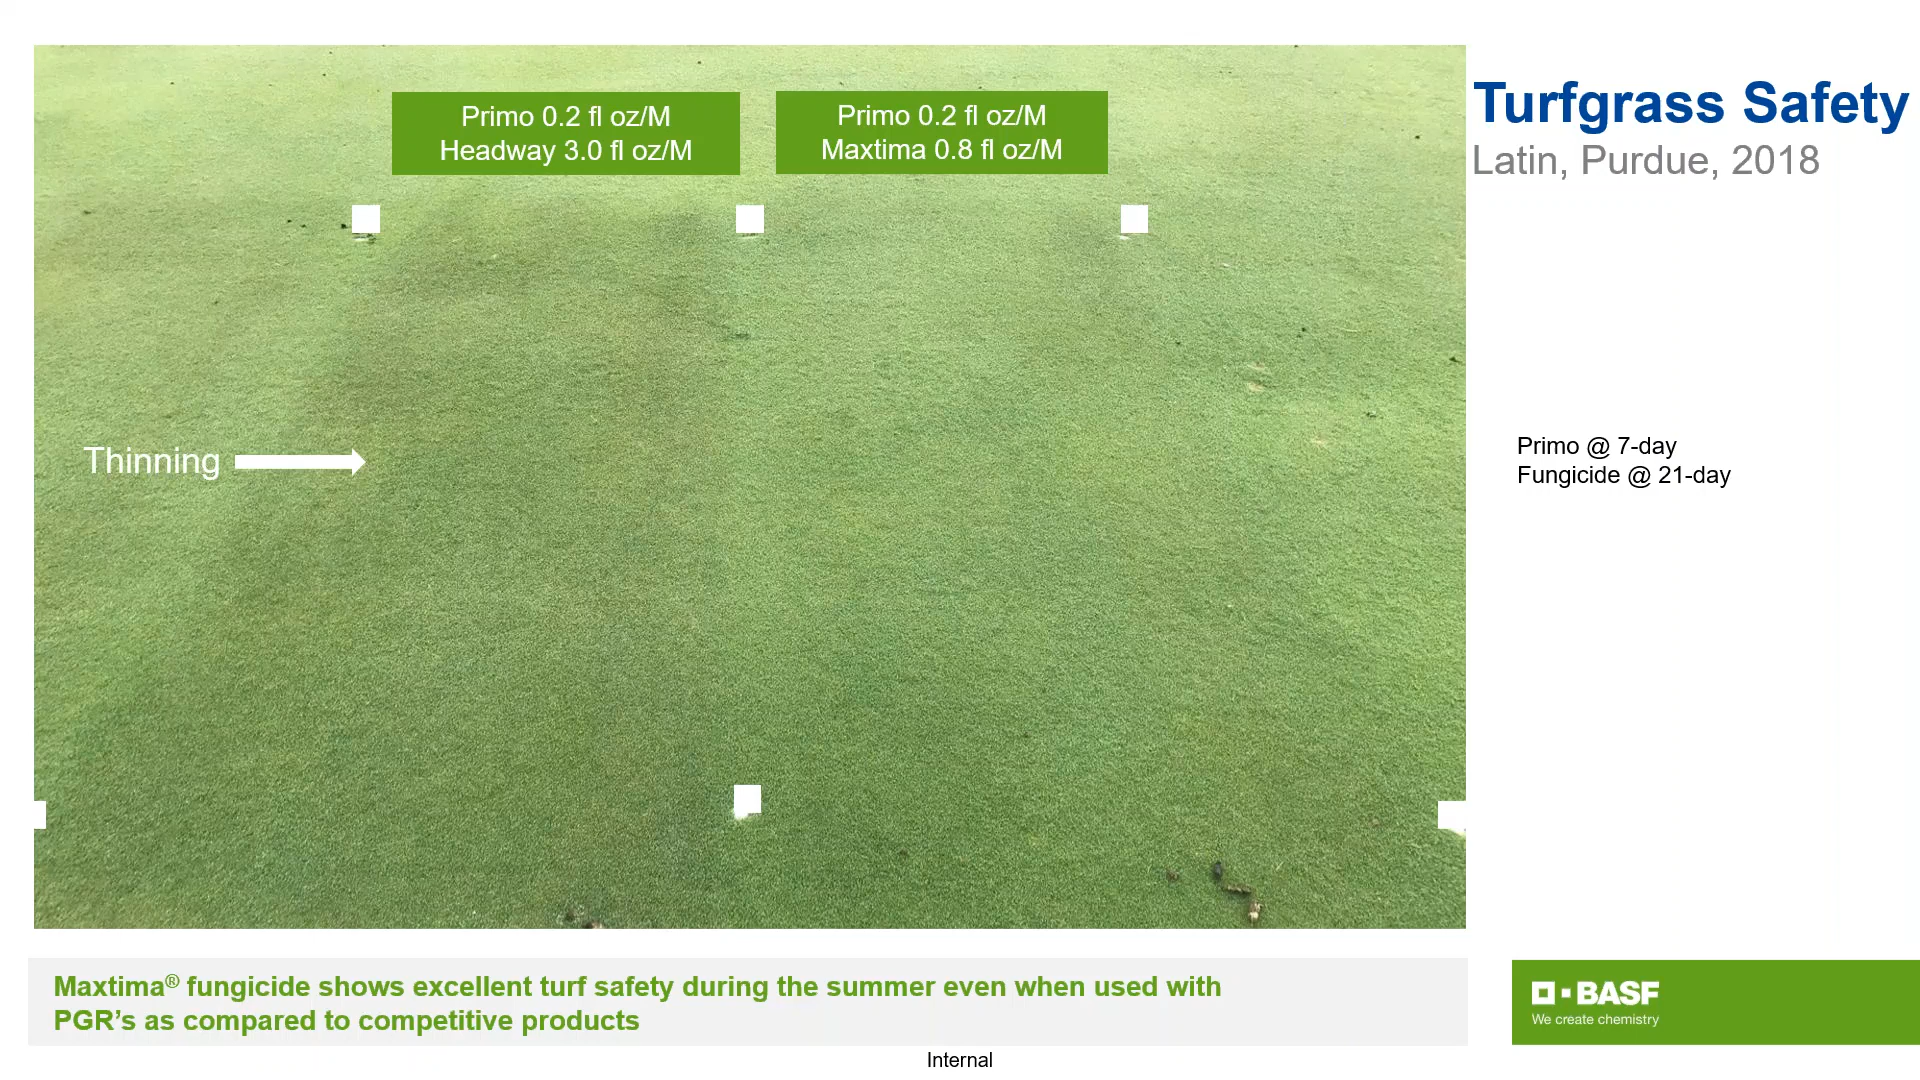 Primo 0.2 fl oz/M
Headway 3.0 fl oz/M
Primo 0.2 fl oz/M
Maxtima 0.8 fl oz/M
Turfgrass Safety
Latin, Purdue, 2018
Thinning
Primo @ 7-day
Fungicide @ 21-day
Maxtima® fungicide shows excellent turf safety during the summer even when used with
PGR’s as compared to competitive products
BASF
We create chemistry
Internal